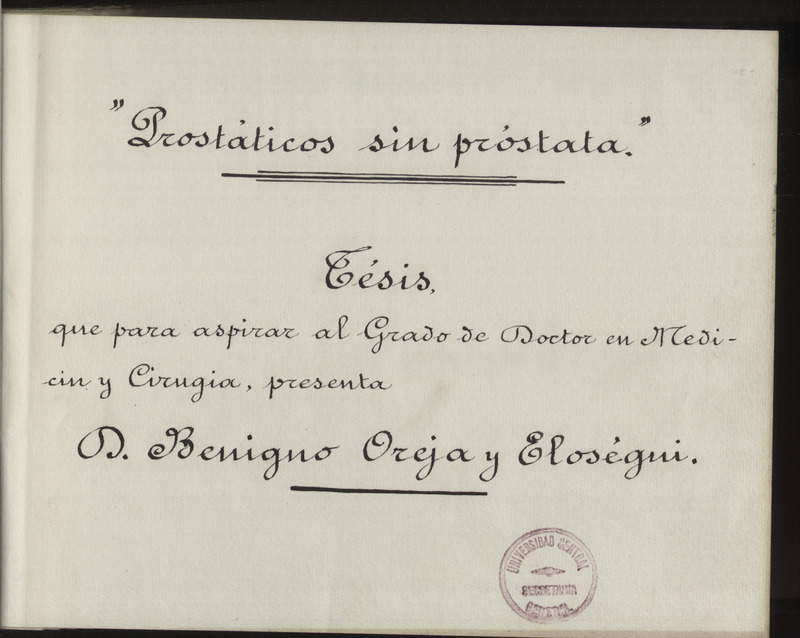 "Prostáticos sin próstata."
Tésis,
que para aspirar al Grado de Doctor en Medi-
cin y Cirugia, presenta
D. Benigno Oreja y Eloségui.
UNIVERSIDAD CENTRAL
SECRETARIA
GENERAL